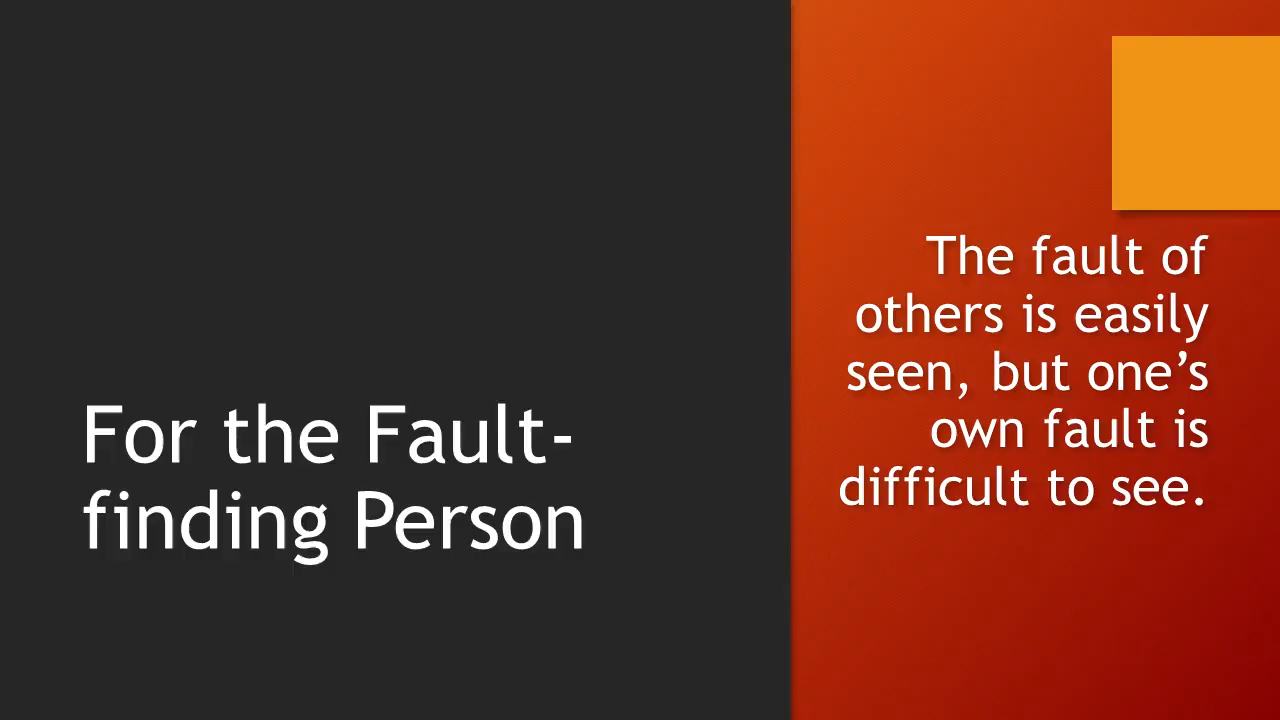 For the Fault-
finding Person
The fault of
others is easily
seen, but one’s
own fault is
difficult to see.